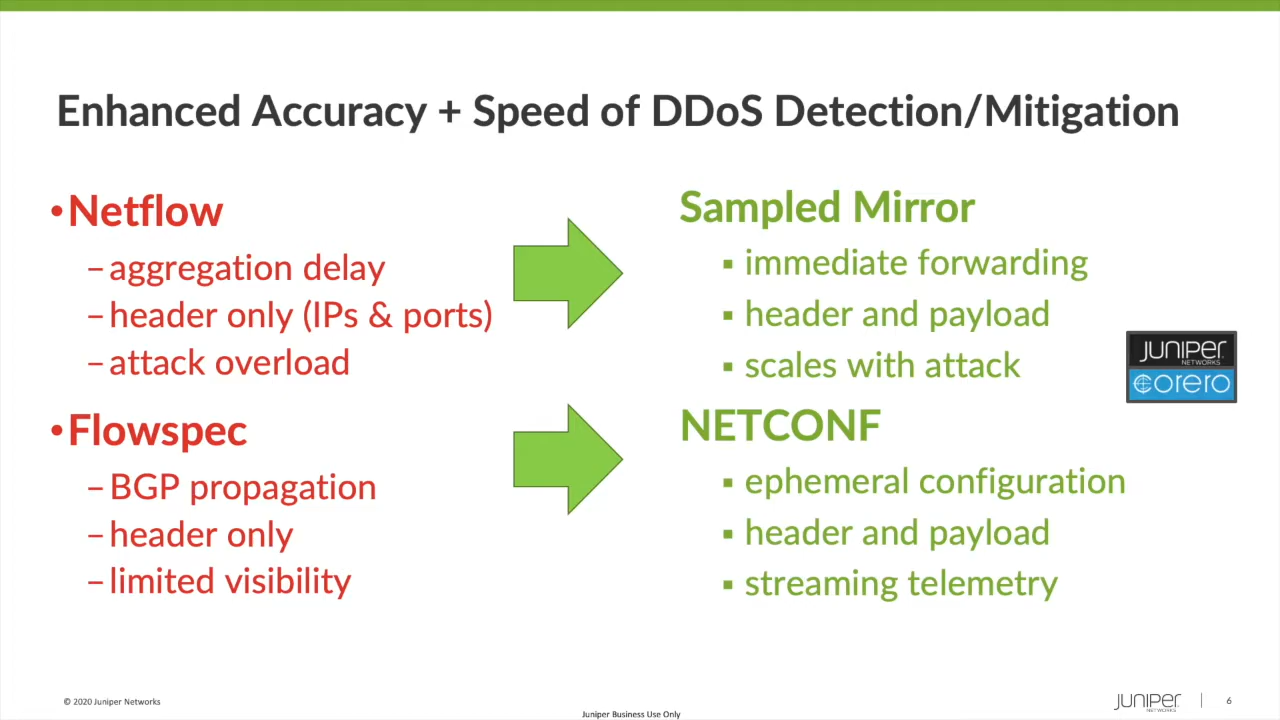 Enhanced Accuracy + Speed of DDoS Detection/Mitigation
•Netflow
–aggregation delay
–header only (IPs & ports)
–attack overload
•Flowspec
–BGP propagation
–header only
–limited visibility
Sampled Mirror
▪ immediate forwarding
▪ header and payload
▪ scales with attack
NETCONF
▪ ephemeral configuration
▪ header and payload
▪ streaming telemetry
JUNIPER
NETWORKS
corero
© 2020 Juniper Networks
Juniper Business Use Only
JUNIPER
NETWORKS
6